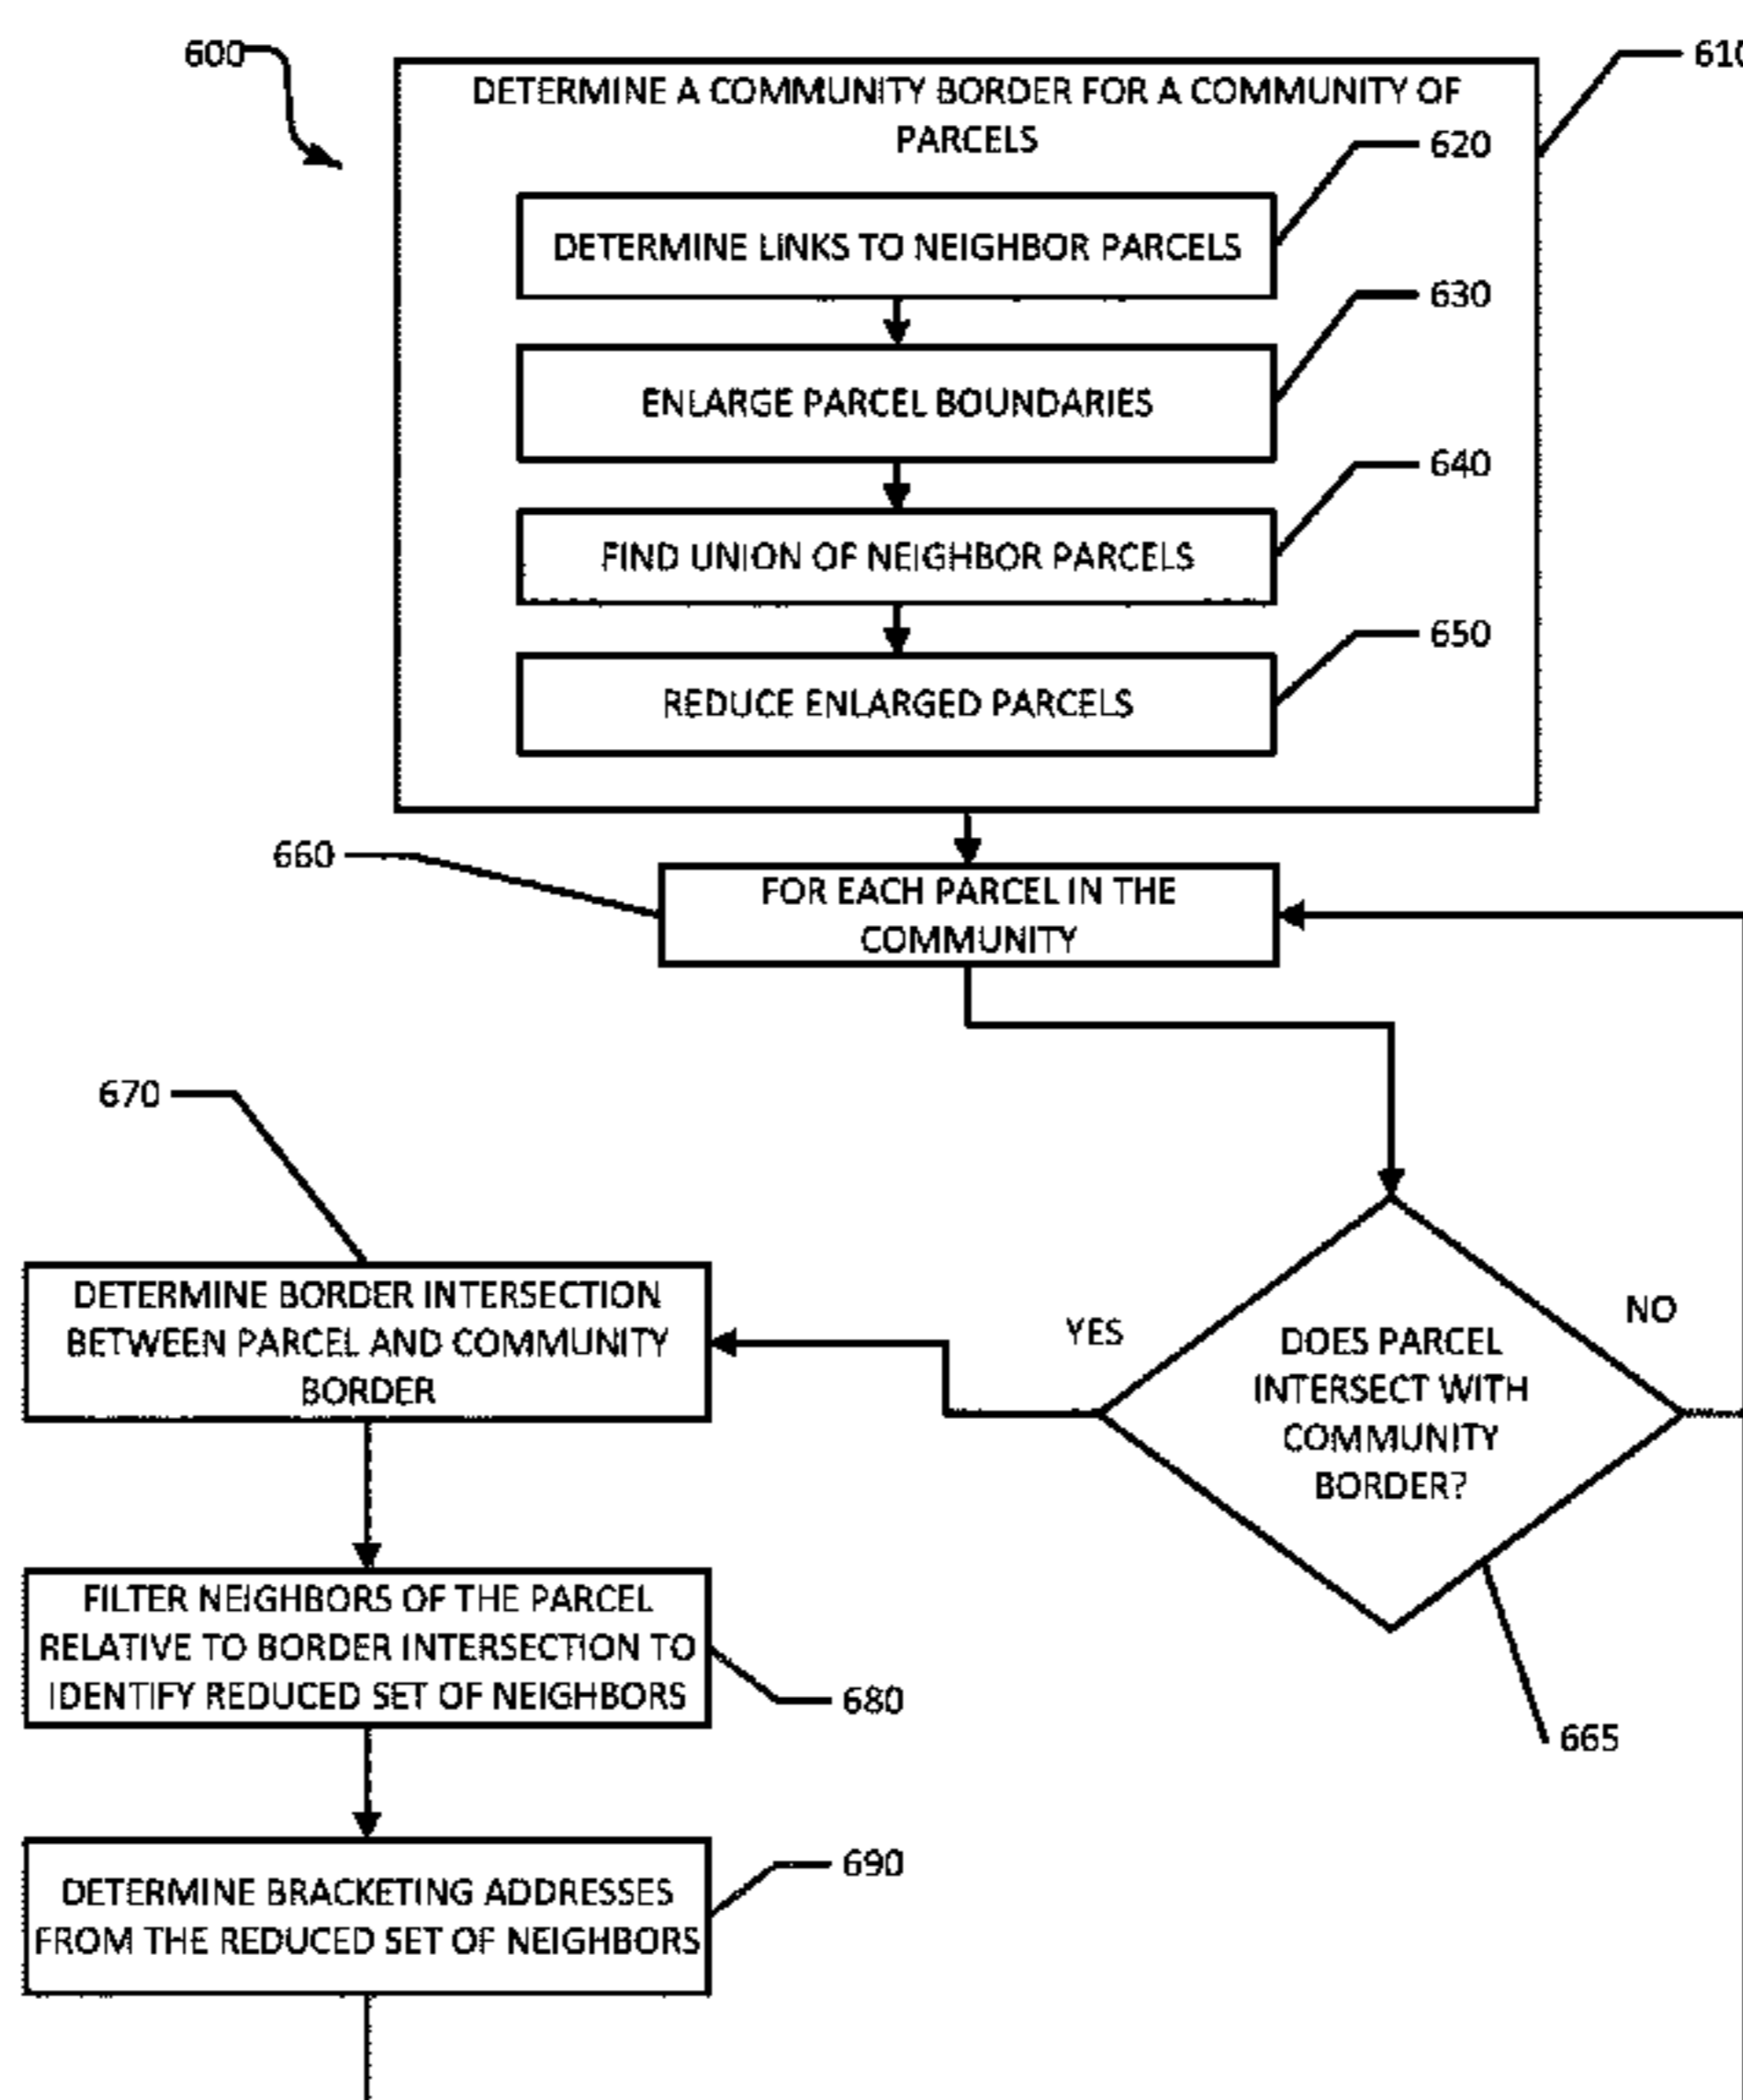 600
610
DETERMINE A COMMUNITY BORDER FOR A COMMUNITY OF
PARCELS
620
DETERMINE LINKS TO NEIGHBOR PARCELS
630
ENLARGE PARCEL BOUNDARIES
640
FIND UNION OF NEIGHBOR PARCELS
650
REDUCE ENLARGED PARCELS
660
FOR EACH PARCEL IN THE
COMMUNITY
670
DETERMINE BORDER INTERSECTION
BETWEEN PARCEL AND COMMUNITY
BORDER
YES
NO
DOES PARCEL
INTERSECT WITH
COMMUNITY
BORDER?
665
FILTER NEIGHBORS OF THE PARCEL
RELATIVE TO BORDER INTERSECTION TO
IDENTIFY REDUCED SET OF NEIGHBORS
680
690
DETERMINE BRACKETING ADDRESSES
FROM THE REDUCED SET OF NEIGHBORS